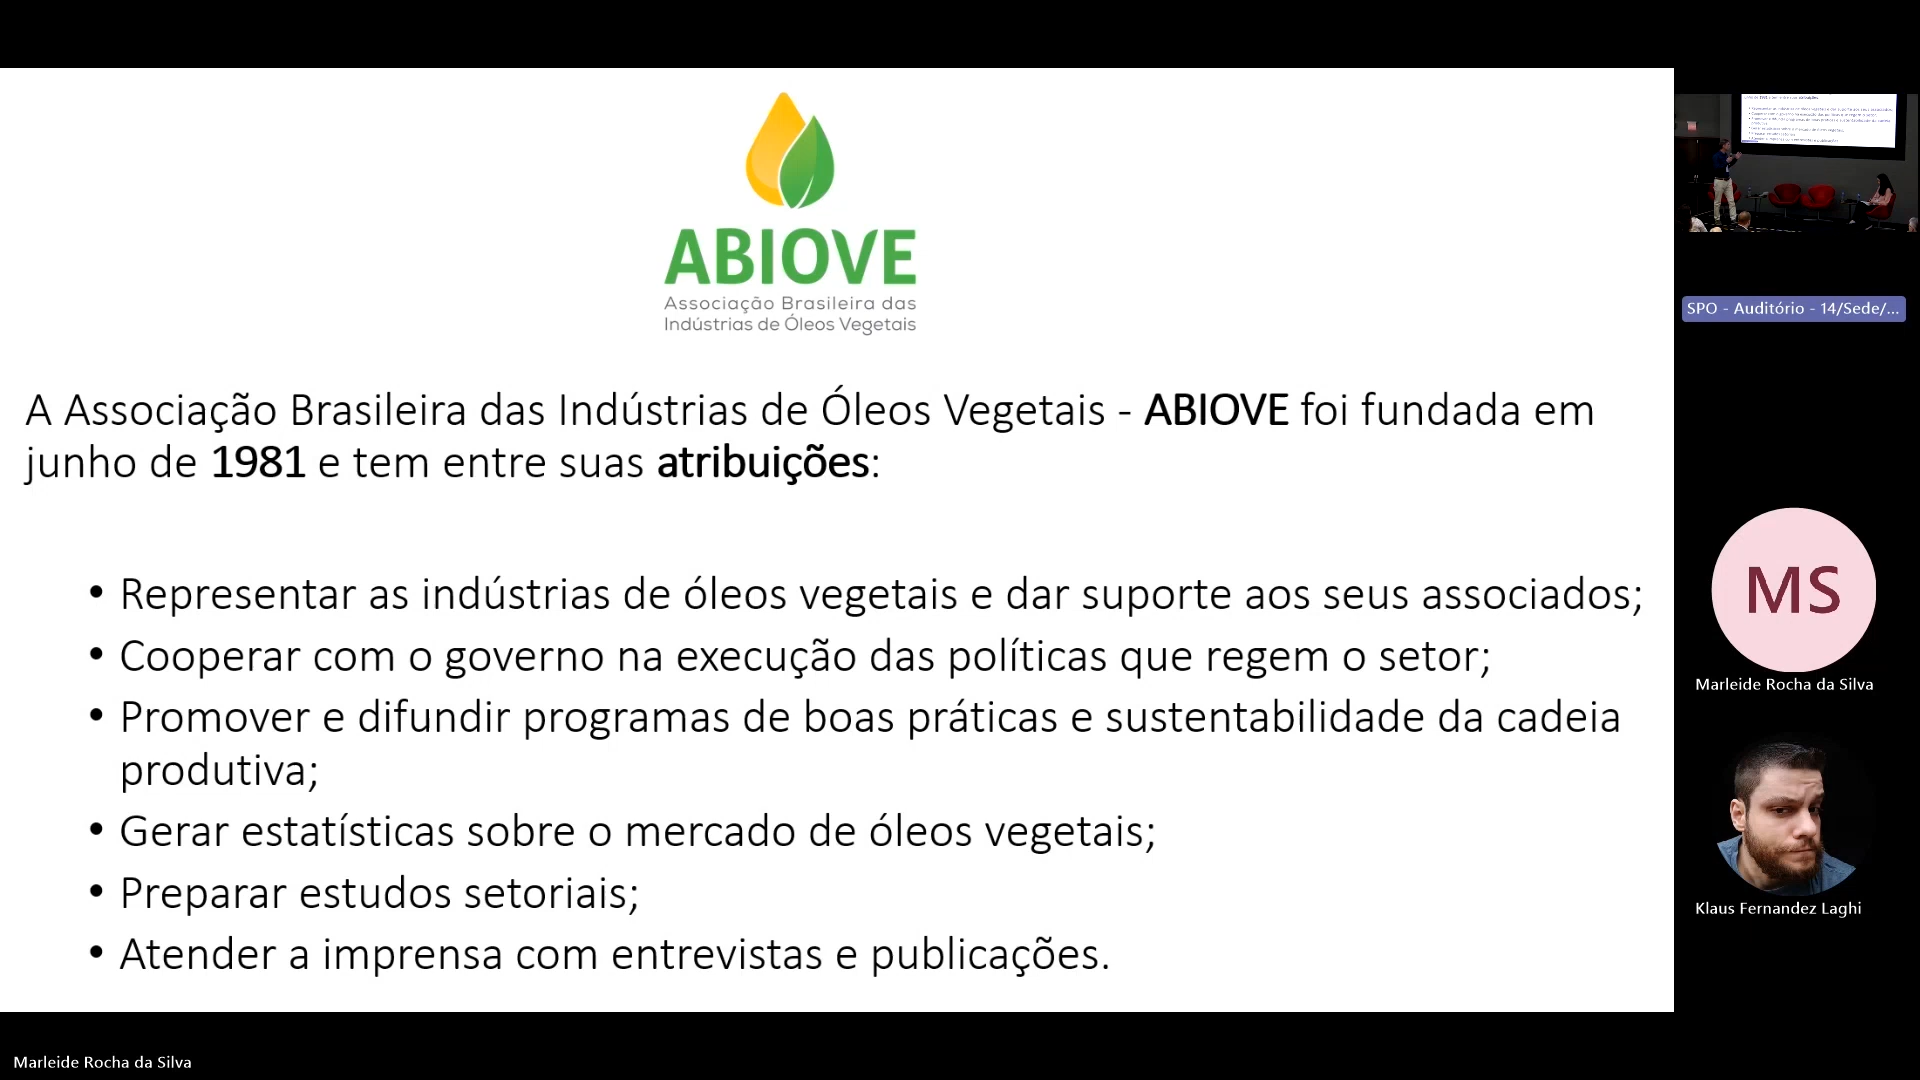 ABIOVE
Associação Brasileira das
Indústrias de Óleos Vegetais
A Associação Brasileira das Indústrias de Óleos Vegetais - ABIOVE foi fundada em
junho de 1981 e tem entre suas atribuições:
• Representar as indústrias de óleos vegetais e dar suporte aos seus associados;
• Cooperar com o governo na execução das políticas que regem o setor;
• Promover e difundir programas de boas práticas e sustentabilidade da cadeia
produtiva;
• Gerar estatísticas sobre o mercado de óleos vegetais;
• Preparar estudos setoriais;
• Atender a imprensa com entrevistas e publicações.
SPO - Auditório - 14/Sede/...
MS
Marleide Rocha da Silva
Klaus Fernandez Laghi
Marleide Rocha da Silva